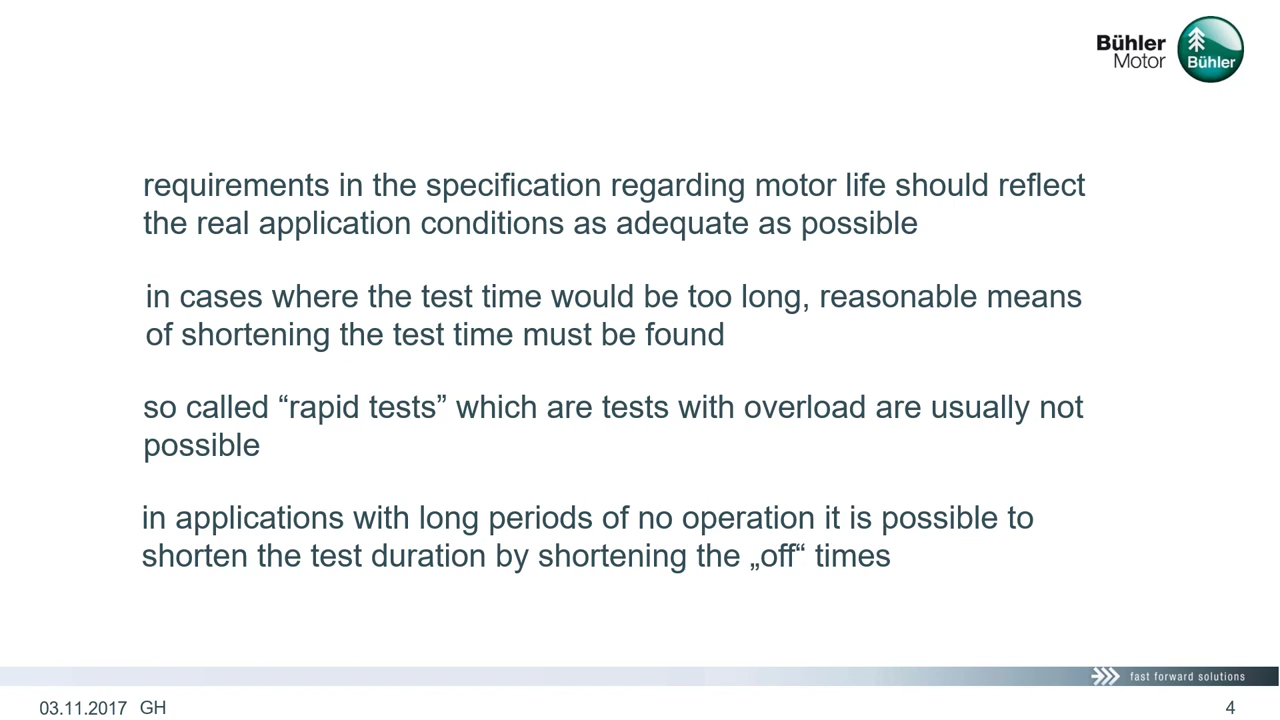 Bühler
Motor
Bühler
requirements in the specification regarding motor life should reflect
the real application conditions as adequate as possible
in cases where the test time would be too long, reasonable means
of shortening the test time must be found
so called “rapid tests” which are tests with overload are usually not
possible
in applications with long periods of no operation it is possible to
shorten the test duration by shortening the „off“ times
fast forward solutions
03.11.2017 GH
4